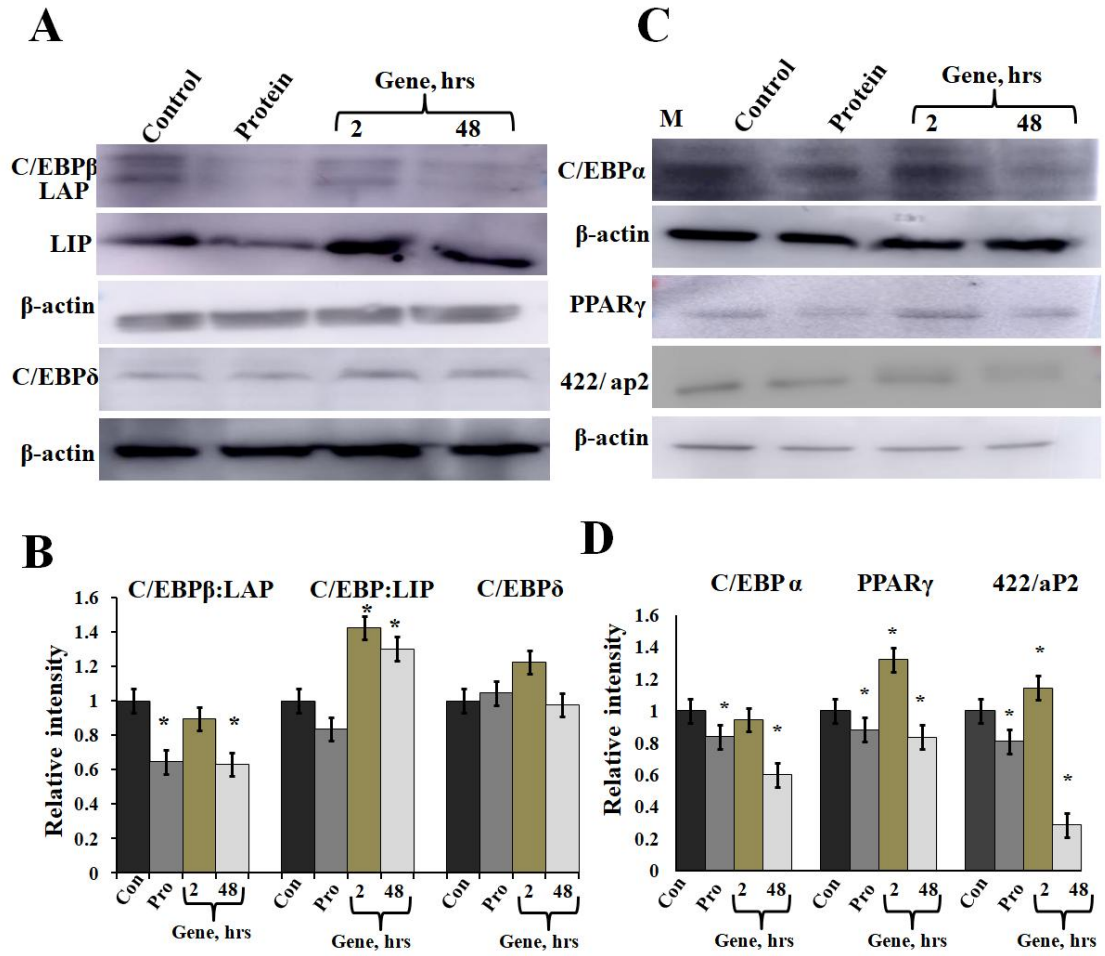 A
Control
Protein
Gene, hrs
2
48
C/EBPβ
LAP
LIP
β-actin
C/EBPδ
β-actin
C
M
Control
Protein
Gene, hrs
2
48
C/EBPα
β-actin
PPARγ
422/ ap2
β-actin
B
C/EBPβ:LAP
C/EBP:LIP
C/EBPδ
Relative intensity
1.6
1.4
1.2
1
0.8
0.6
0.4
0.2
0
* * * *
Con
Pro
2
48
Gene, hrs
Con
Pro
2
48
Gene, hrs
Con
Pro
2
48
Gene, hrs
D
C/EBP α
PPARγ
422/aP2
Relative intensity
1.6
1.4
1.2
1
0.8
0.6
0.4
0.2
0
* * * * * * * *
Con
Pro
2
48
Gene, hrs
Con
Pro
2
48
Gene, hrs
Con
Pro
2
48
Gene, hrs